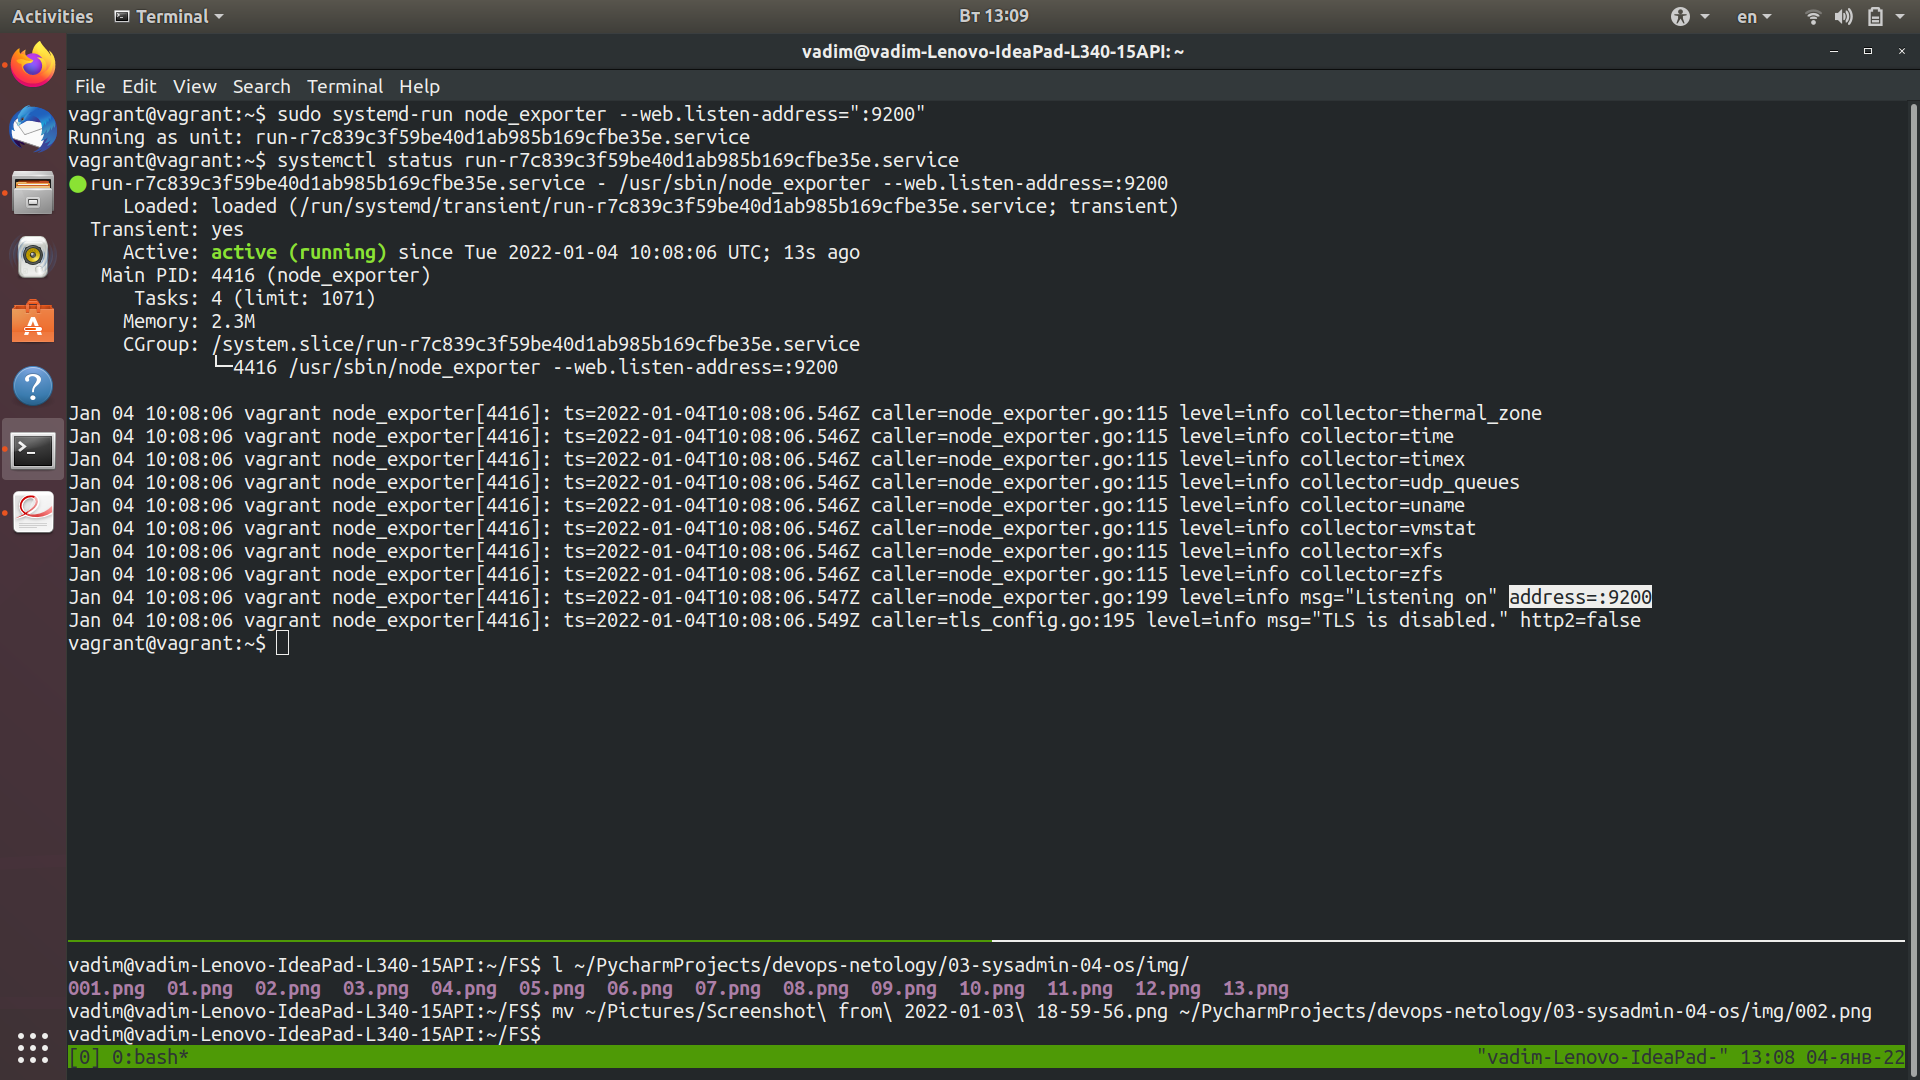 Activities Terminal Вт 13:09 en
vadim@vadim-Lenovo-IdeaPad-L340-15API: ~
File Edit View Search Terminal Help
vagrant@vagrant:~$ sudo systemd-run node_exporter --web.listen-address=":9200"
Running as unit: run-r7c839c3f59be40d1ab985b169cfbe35e.service
vagrant@vagrant:~$ systemctl status run-r7c839c3f59be40d1ab985b169cfbe35e.service
● run-r7c839c3f59be40d1ab985b169cfbe35e.service - /usr/sbin/node_exporter --web.listen-address=:9200
Loaded: loaded (/run/systemd/transient/run-r7c839c3f59be40d1ab985b169cfbe35e.service; transient)
Transient: yes
Active: active (running) since Tue 2022-01-04 10:08:06 UTC; 13s ago
Main PID: 4416 (node_exporter)
Tasks: 4 (limit: 1071)
Memory: 2.3M
CGroup: /system.slice/run-r7c839c3f59be40d1ab985b169cfbe35e.service
└─4416 /usr/sbin/node_exporter --web.listen-address=:9200
Jan 04 10:08:06 vagrant node_exporter[4416]: ts=2022-01-04T10:08:06.546Z caller=node_exporter.go:115 level=info collector=thermal_zone
Jan 04 10:08:06 vagrant node_exporter[4416]: ts=2022-01-04T10:08:06.546Z caller=node_exporter.go:115 level=info collector=time
Jan 04 10:08:06 vagrant node_exporter[4416]: ts=2022-01-04T10:08:06.546Z caller=node_exporter.go:115 level=info collector=timex
Jan 04 10:08:06 vagrant node_exporter[4416]: ts=2022-01-04T10:08:06.546Z caller=node_exporter.go:115 level=info collector=udp_queues
Jan 04 10:08:06 vagrant node_exporter[4416]: ts=2022-01-04T10:08:06.546Z caller=node_exporter.go:115 level=info collector=uname
Jan 04 10:08:06 vagrant node_exporter[4416]: ts=2022-01-04T10:08:06.546Z caller=node_exporter.go:115 level=info collector=vmstat
Jan 04 10:08:06 vagrant node_exporter[4416]: ts=2022-01-04T10:08:06.546Z caller=node_exporter.go:115 level=info collector=xfs
Jan 04 10:08:06 vagrant node_exporter[4416]: ts=2022-01-04T10:08:06.546Z caller=node_exporter.go:115 level=info collector=zfs
Jan 04 10:08:06 vagrant node_exporter[4416]: ts=2022-01-04T10:08:06.547Z caller=node_exporter.go:199 level=info msg="Listening on" address=:9200
Jan 04 10:08:06 vagrant node_exporter[4416]: ts=2022-01-04T10:08:06.549Z caller=tls_config.go:195 level=info msg="TLS is disabled." http2=false
vagrant@vagrant:~$
vadim@vadim-Lenovo-IdeaPad-L340-15API:~/FS$ l ~/PycharmProjects/devops-netology/03-sysadmin-04-os/img/
001.png 01.png 02.png 03.png 04.png 05.png 06.png 07.png 08.png 09.png 10.png 11.png 12.png 13.png
vadim@vadim-Lenovo-IdeaPad-L340-15API:~/FS$ mv ~/Pictures/Screenshot\ from\ 2022-01-03\ 18-59-56.png ~/PycharmProjects/devops-netology/03-sysadmin-04-os/img/002.png
vadim@vadim-Lenovo-IdeaPad-L340-15API:~/FS$
[0] 0:bash* "vadim-Lenovo-IdeaPad-" 13:08 04-янв-22